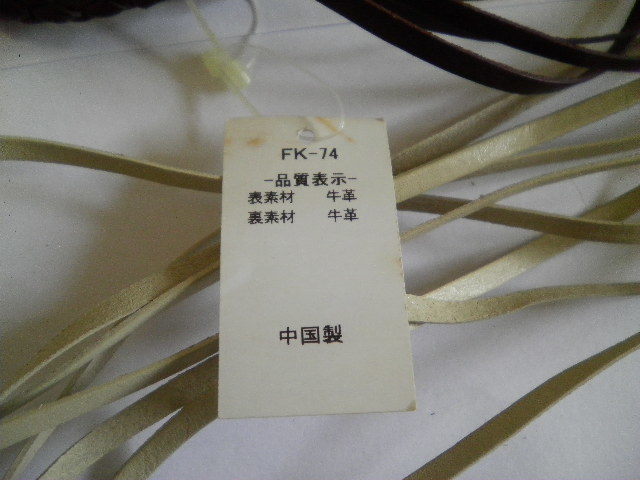 FK-74
-品質表示-
表素材 牛革
裏素材 牛革
中国製